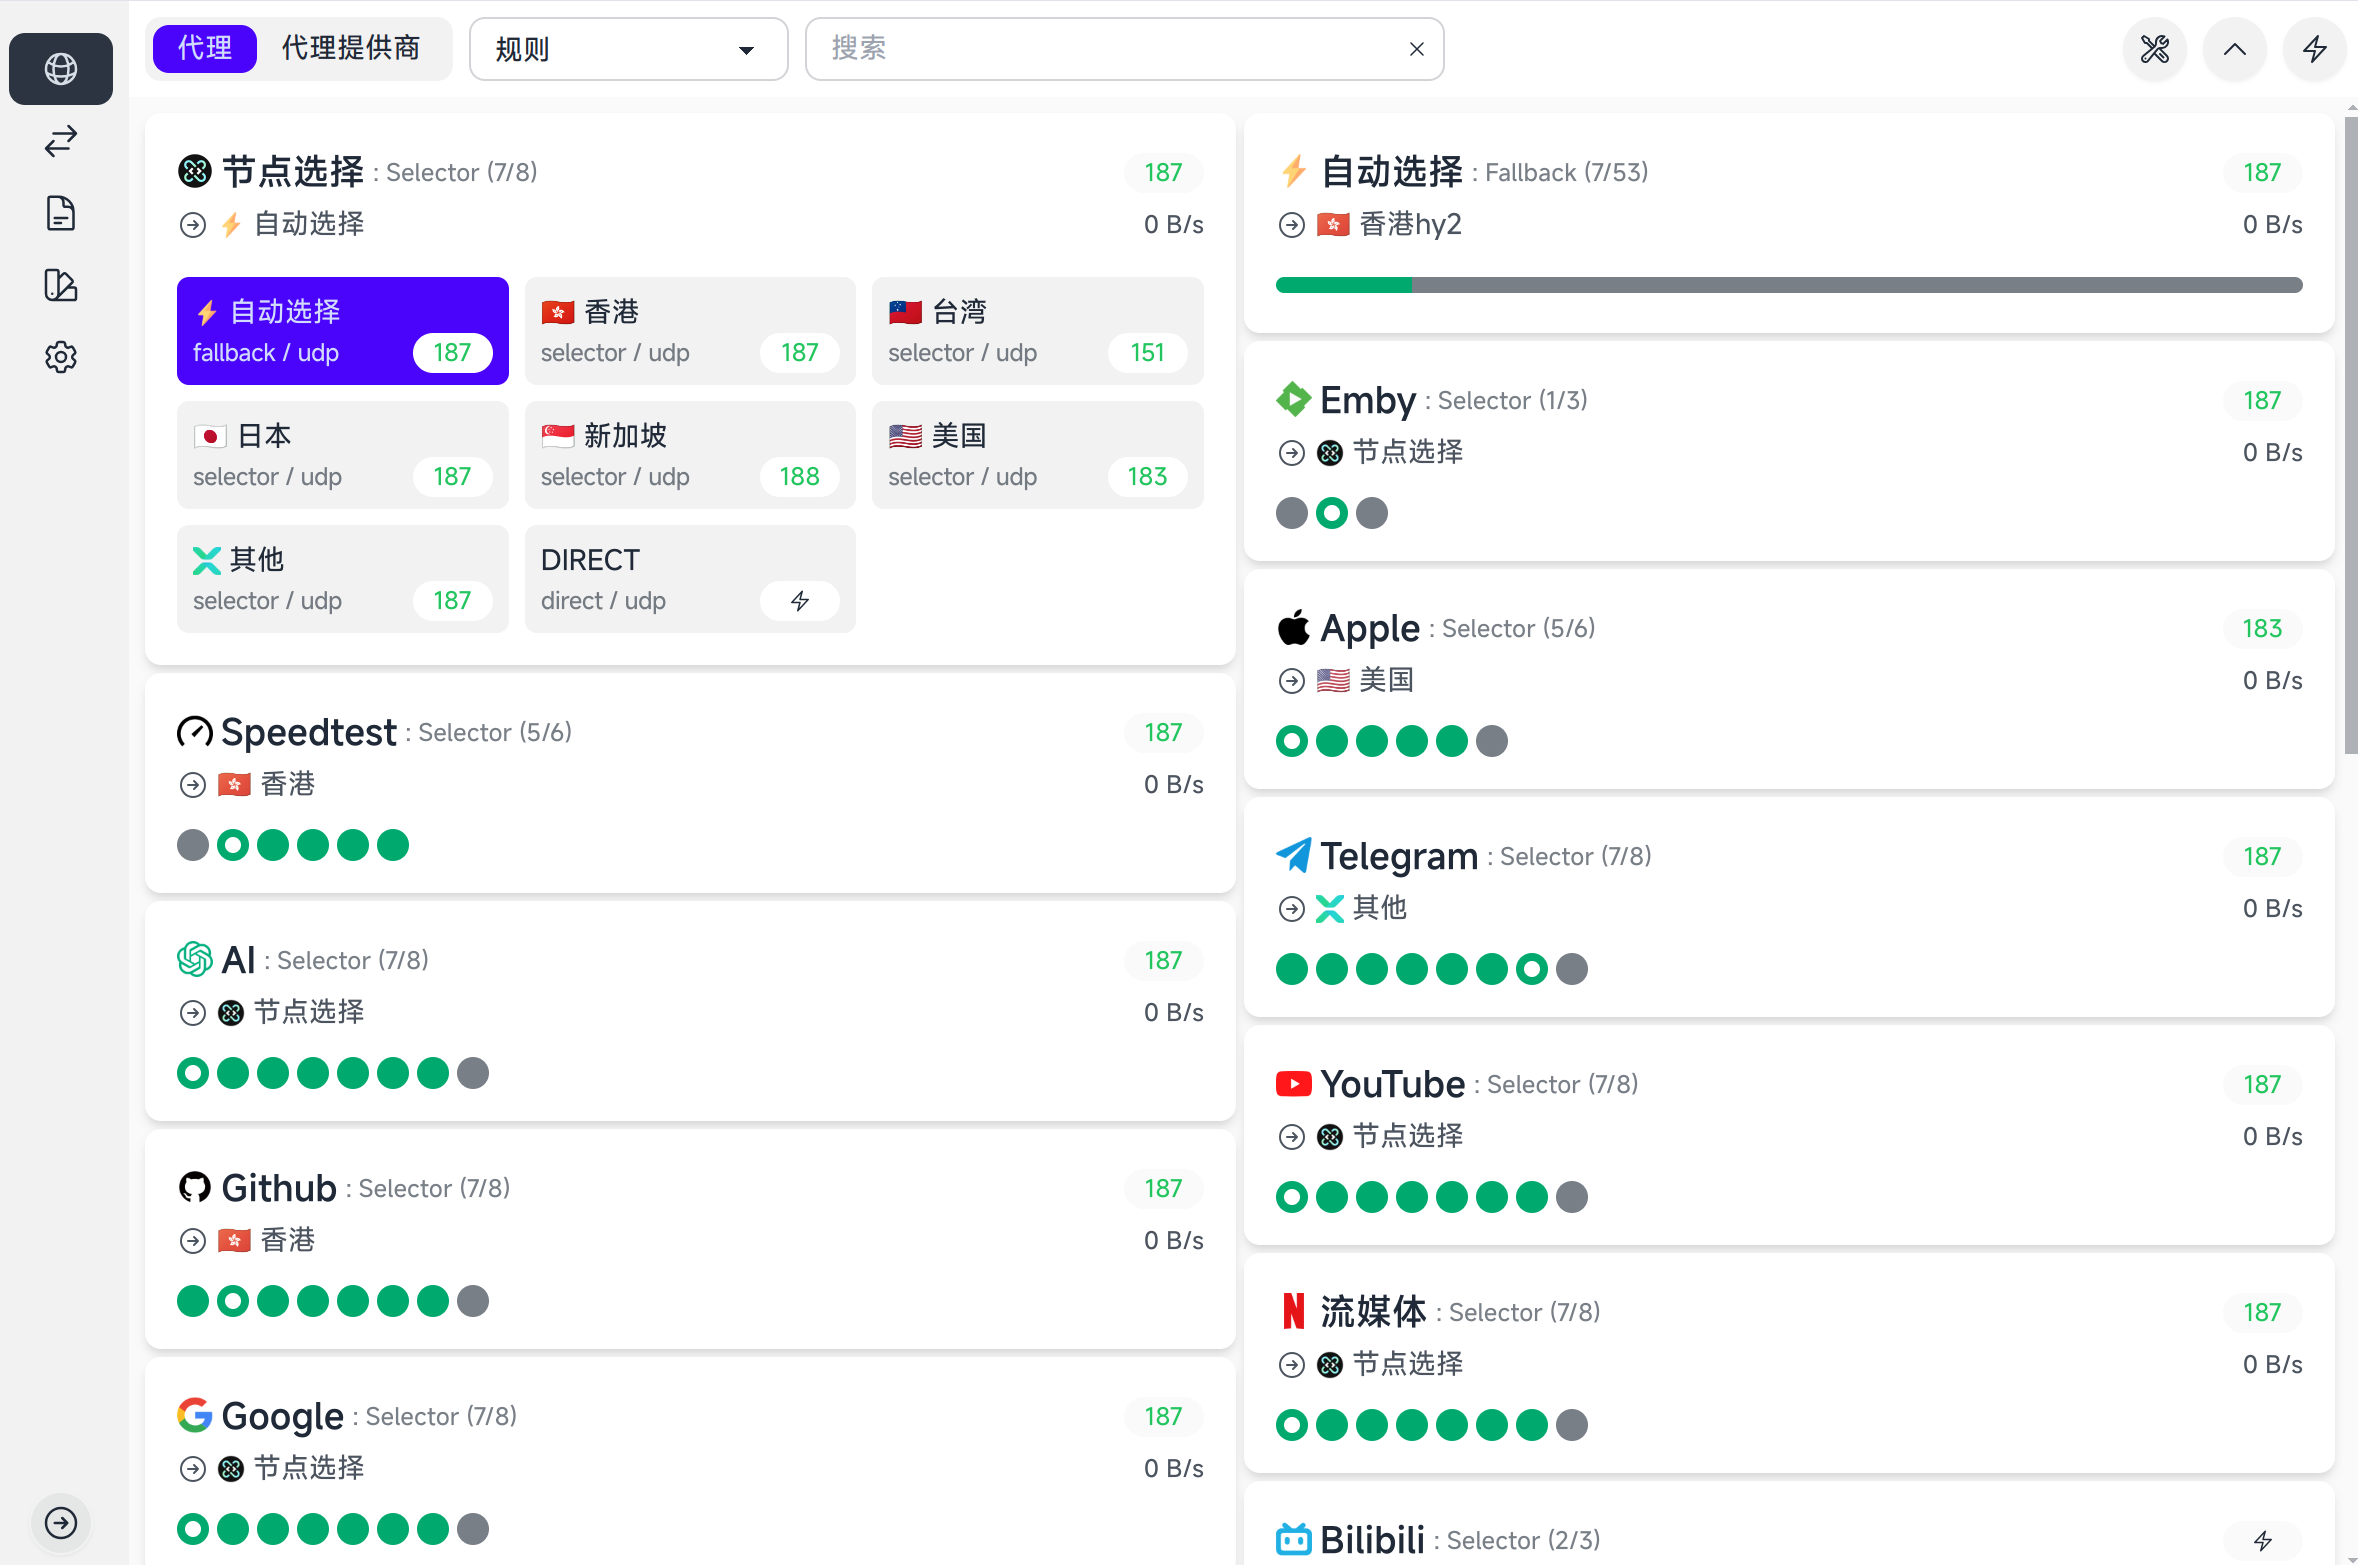 代理 代理提供商 规则 搜索
节点选择 : Selector (7/8) 187
自动选择 0 B/s
自动选择
fallback / udp 187
香港
selector / udp 187
台湾
selector / udp 151
日本
selector / udp 187
新加坡
selector / udp 188
美国
selector / udp 183
其他
selector / udp 187
DIRECT
direct / udp
Speedtest : Selector (5/6) 187
香港 0 B/s
AI : Selector (7/8) 187
节点选择 0 B/s
Github : Selector (7/8) 187
香港 0 B/s
Google : Selector (7/8) 187
节点选择 0 B/s
自动选择 : Fallback (7/53) 187
香港hy2 0 B/s
Emby : Selector (1/3) 187
节点选择 0 B/s
Apple : Selector (5/6) 183
美国 0 B/s
Telegram : Selector (7/8) 187
其他 0 B/s
YouTube : Selector (7/8) 187
节点选择 0 B/s
流媒体 : Selector (7/8) 187
节点选择 0 B/s
Bilibili : Selector (2/3)